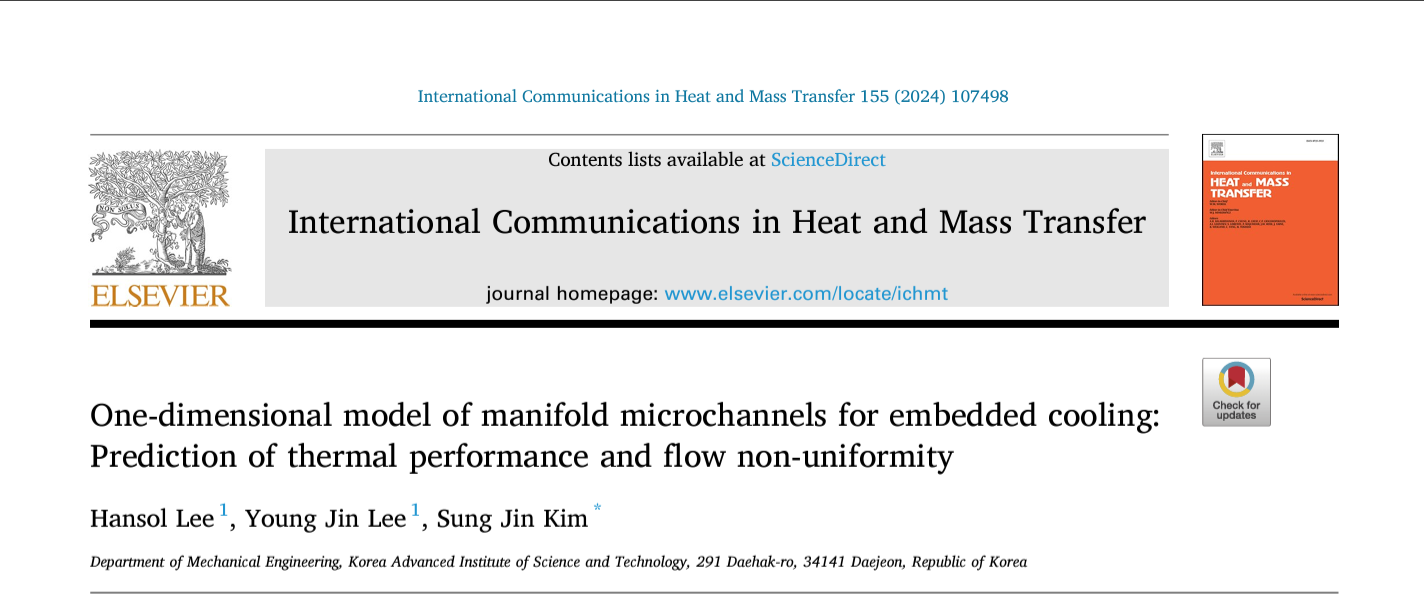 International Communications in Heat and Mass Transfer 155 (2024) 107498
NON SOLUS
ELSEVIER
Contents lists available at ScienceDirect
International Communications in Heat and Mass Transfer
journal homepage: www.elsevier.com/locate/ichmt
International Communications in
HEAT and MASS
TRANSFER
Check for
updates
One-dimensional model of manifold microchannels for embedded cooling:
Prediction of thermal performance and flow non-uniformity
Hansol Lee 1, Young Jin Lee 1, Sung Jin Kim *
Department of Mechanical Engineering, Korea Advanced Institute of Science and Technology, 291 Daehak-ro, 34141 Daejeon, Republic of Korea